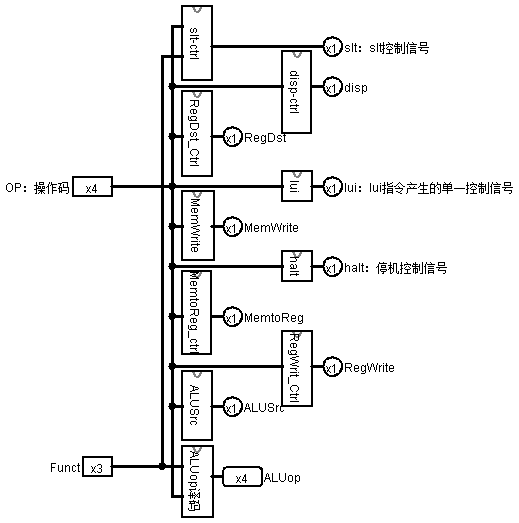 slt-ctrl
x1
slt：slt控制信号
disp-ctrl
x1
disp
RegDst_Ctrl
x1
RegDst
OP：操作码
x4
lui
x1
lui：lui指令产生的单一控制信号
MemWrite
x1
MemWrite
halt
x1
halt：停机控制信号
MemtoReg_ctrl
x1
MemtoReg
RegWrit_Ctrl
x1
RegWrite
ALUSrc
x1
ALUSrc
Funct
x3
ALUop译码
x4
ALUop